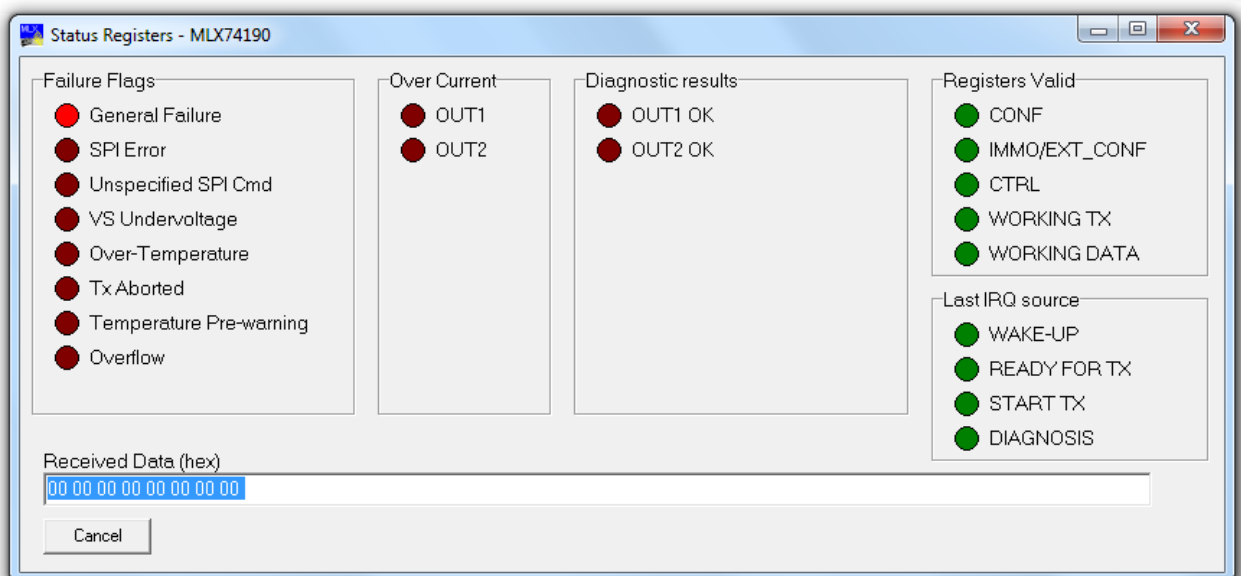 MLX
Status Registers - MLX74190
Failure Flags
General Failure
SPI Error
Unspecified SPI Cmd
VS Undervoltage
Over-Temperature
Tx Aborted
Temperature Pre-warning
Overflow
Over Current
OUT1
OUT2
Diagnostic results
OUT1 OK
OUT2 OK
Registers Valid
CONF
IMMO/EXT_CONF
CTRL
WORKING TX
WORKING DATA
Last IRQ source
WAKE-UP
READY FOR TX
START TX
DIAGNOSIS
Received Data (hex)
00 00 00 00 00 00 00 00
Cancel